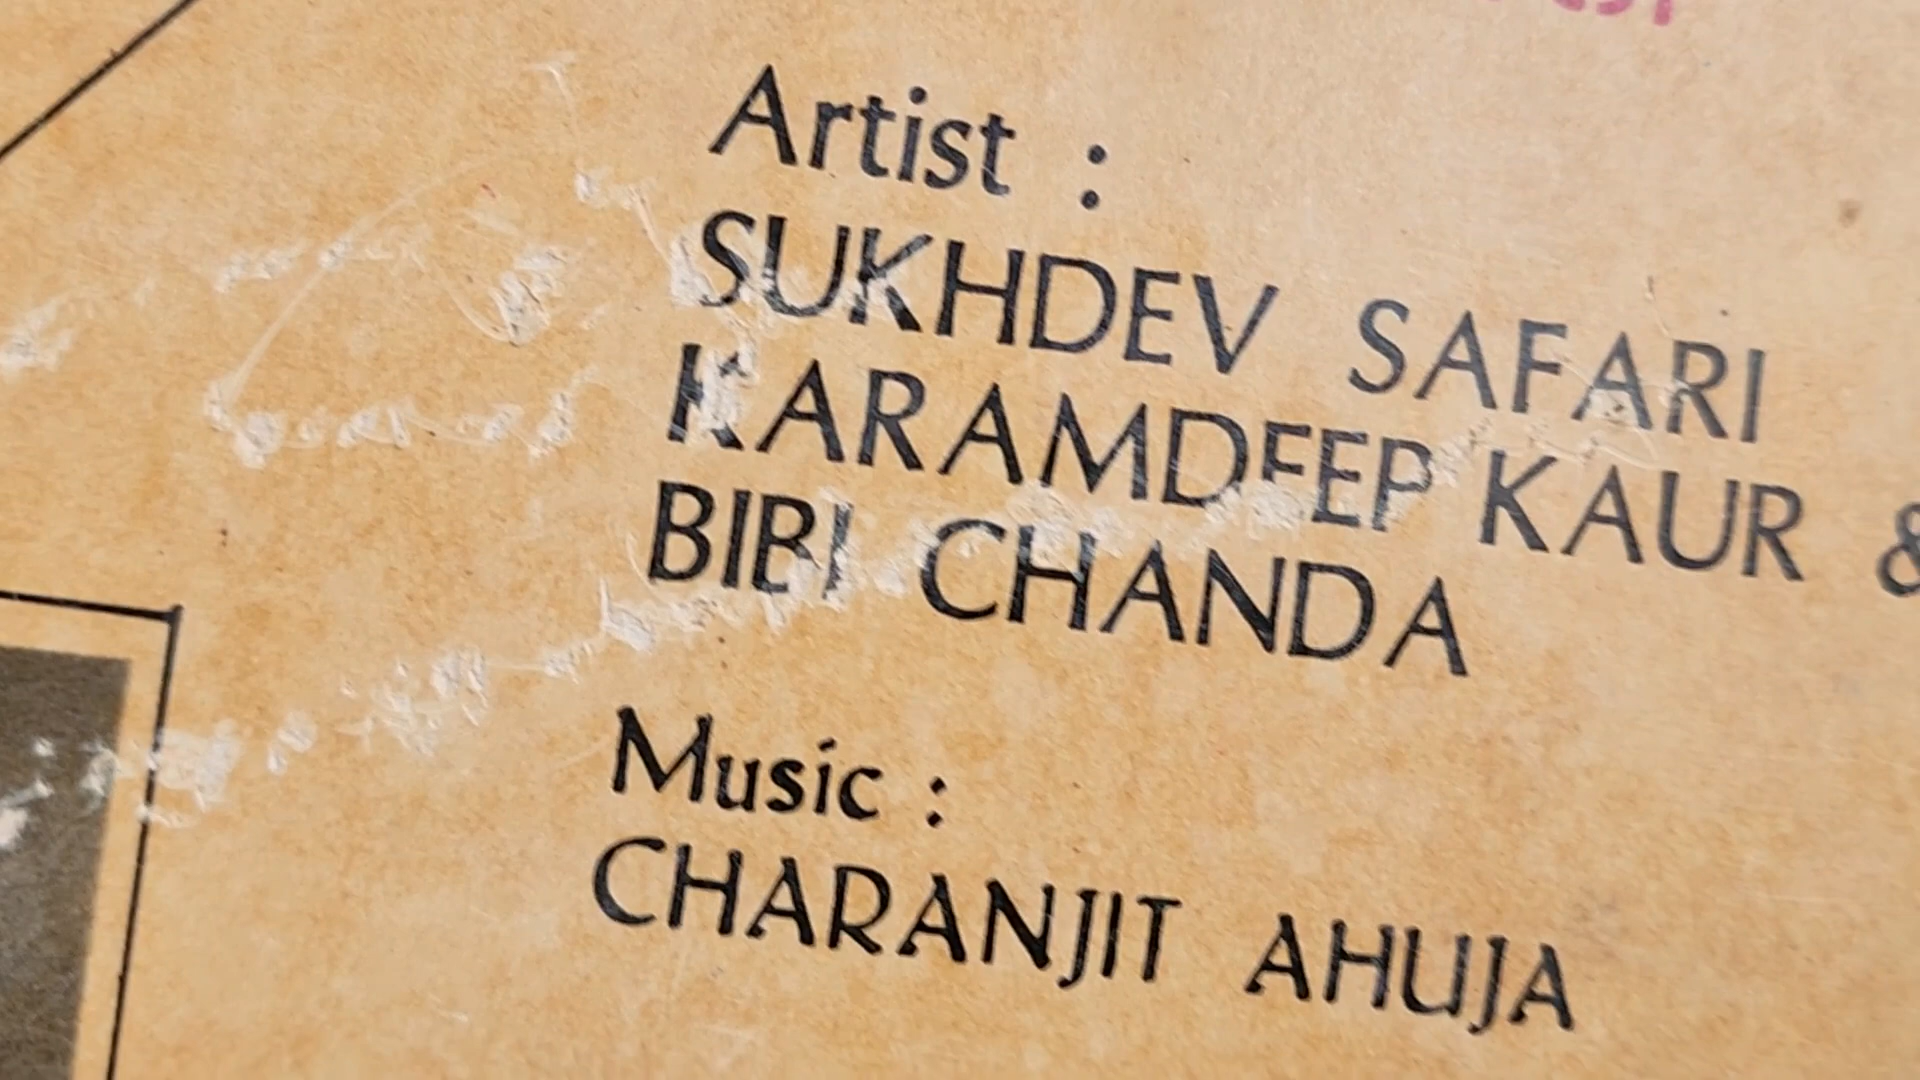 Artist :
SUKHDEV SAFARI
KARAMDEEP KAUR &
BIBI CHANDA
Music :
CHARANJIT AHUJA